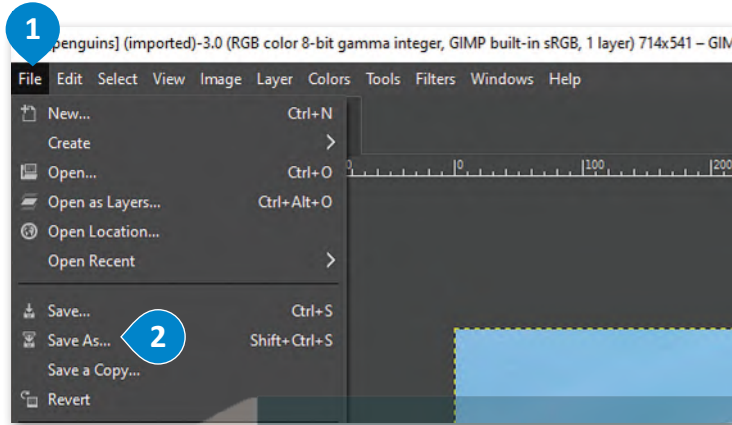 1
penguins] (imported)-3.0 (RGB color 8-bit gamma integer, GIMP built-in sRGB, 1 layer) 714x541 – GIM
File Edit Select View Image Layer Colors Tools Filters Windows Help
New... Ctrl+N
Create >
Open... Ctrl+O
Open as Layers... Ctrl+Alt+O
Open Location...
Open Recent >
0 100 200
Save... Ctrl+S
Save As... 2 Shift+Ctrl+S
Save a Copy...
Revert